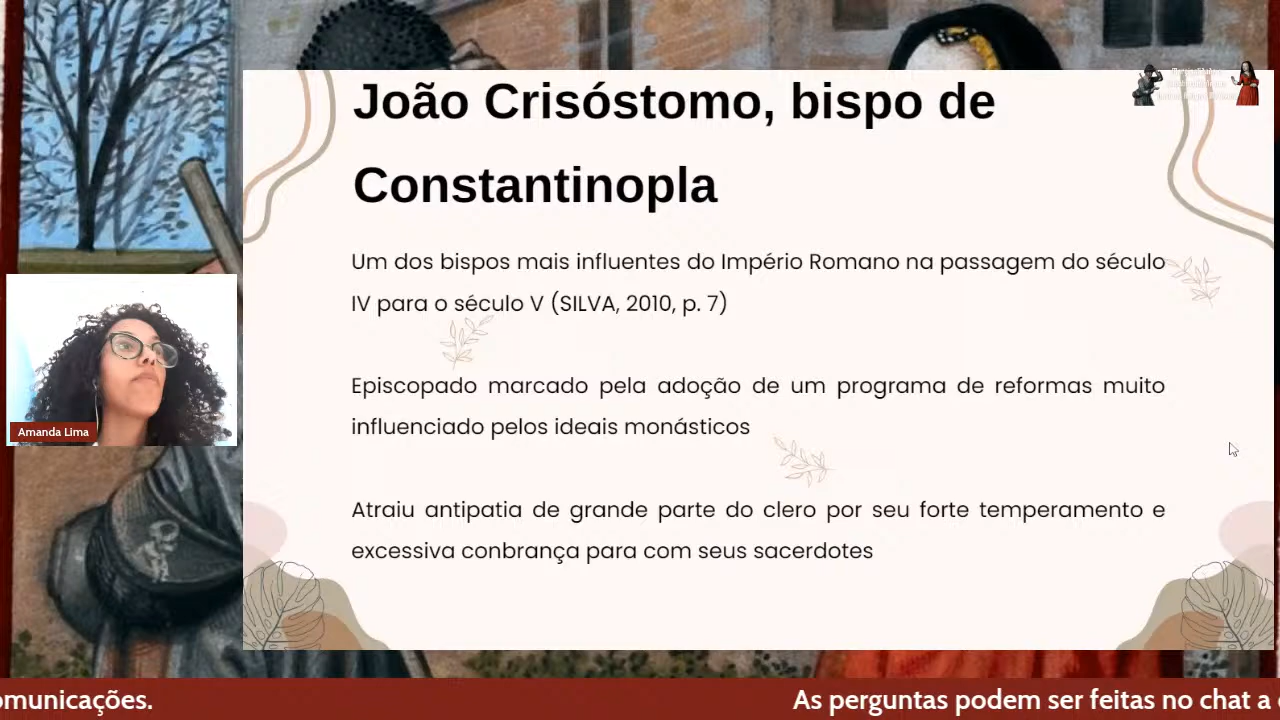 João Crisóstomo, bispo de
Constantinopla
Um dos bispos mais influentes do Império Romano na passagem do século
IV para o século V (SILVA, 2010, p. 7)
Episcopado marcado pela adoção de um programa de reformas muito
influenciado pelos ideais monásticos
Atraiu antipatia de grande parte do clero por seu forte temperamento e
excessiva conbrança para com seus sacerdotes
Amanda Lima
omunicações.
As perguntas podem ser feitas no chat a